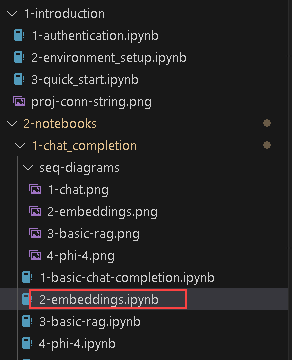 1-introduction
1-authentication.ipynb
2-environment_setup.ipynb
3-quick_start.ipynb
proj-conn-string.png
2-notebooks
1-chat_completion
seq-diagrams
1-chat.png
2-embeddings.png
3-basic-rag.png
4-phi-4.png
1-basic-chat-completion.ipynb
2-embeddings.ipynb
3-basic-rag.ipynb
4-phi-4.ipynb